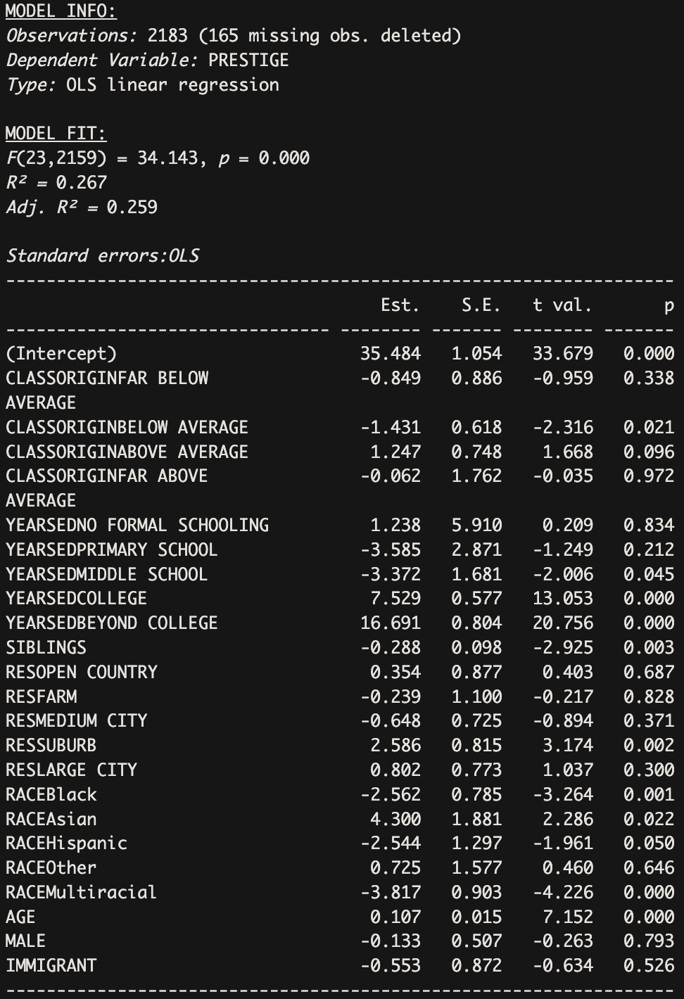 MODEL INFO:
Observations: 2183 (165 missing obs. deleted)
Dependent Variable: PRESTIGE
Type: OLS linear regression
MODEL FIT:
F(23,2159) = 34.143, p = 0.000
R² = 0.267
Adj. R² = 0.259
Standard errors:OLS
--------------------------------------------------------------------
                                   Est.    S.E.   t val.       p
-------------------------------- -------- ------- -------- -------
(Intercept)                      35.484   1.054   33.679   0.000
CLASSORIGINFAR BELOW             -0.849   0.886   -0.959   0.338
AVERAGE
CLASSORIGINBELOW AVERAGE         -1.431   0.618   -2.316   0.021
CLASSORIGINABOVE AVERAGE          1.247   0.748    1.668   0.096
CLASSORIGINFAR ABOVE             -0.062   1.762   -0.035   0.972
AVERAGE
YEARSEDNO FORMAL SCHOOLING        1.238   5.910    0.209   0.834
YEARSEDPRIMARY SCHOOL            -3.585   2.871   -1.249   0.212
YEARSEDMIDDLE SCHOOL             -3.372   1.681   -2.006   0.045
YEARSEDCOLLEGE                    7.529   0.577   13.053   0.000
YEARSEDBEYOND COLLEGE            16.691   0.804   20.756   0.000
SIBLINGS                         -0.288   0.098   -2.925   0.003
RESOPEN COUNTRY                   0.354   0.877    0.403   0.687
RESFARM                          -0.239   1.100   -0.217   0.828
RESMEDIUM CITY                   -0.648   0.725   -0.894   0.371
RESSUBURB                         2.586   0.815    3.174   0.002
RESLARGE CITY                     0.802   0.773    1.037   0.300
RACEBlack                        -2.562   0.785   -3.264   0.001
RACEAsian                         4.300   1.881    2.286   0.022
RACEHispanic                     -2.544   1.297   -1.961   0.050
RACEOther                         0.725   1.577    0.460   0.646
RACEMultiracial                  -3.817   0.903   -4.226   0.000
AGE                               0.107   0.015    7.152   0.000
MALE                             -0.133   0.507   -0.263   0.793
IMMIGRANT                        -0.553   0.872   -0.634   0.526
--------------------------------------------------------------------